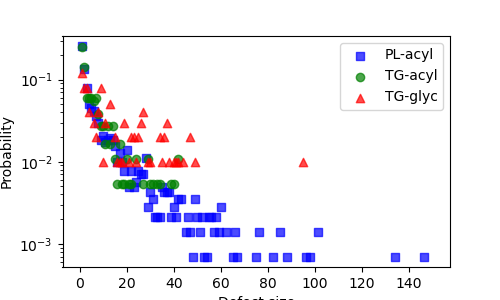 PL-acyl
TG-acyl
TG-glyc
Probability
10⁻¹
10⁻²
10⁻³
0 20 40 60 80 100 120 140
Defect size